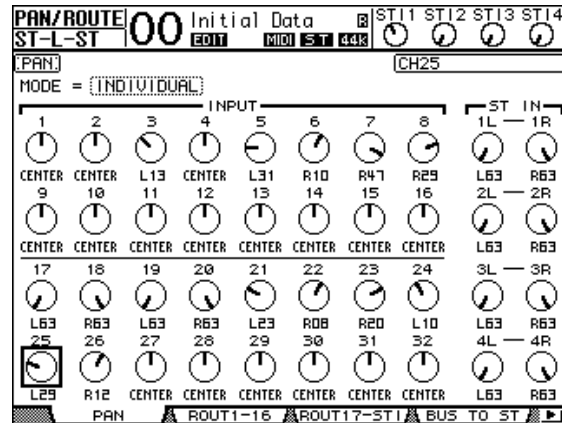 PAN/ROUTE 00 Initial Data R STI1 STI2 STI3 STI4
ST-L-ST EDIT MIDI ST 44k
PAN CH25
MODE = INDIVIDUAL
INPUT ST IN
1 2 3 4 5 6 7 8 1L — 1R
CENTER CENTER L13 CENTER L31 R10 R47 R29 L63 R63
9 10 11 12 13 14 15 16 2L — 2R
CENTER CENTER CENTER CENTER CENTER CENTER CENTER CENTER L63 R63
17 18 19 20 21 22 23 24 3L — 3R
L63 R63 L63 R63 L23 R08 R20 L10 L63 R63
25 26 27 28 29 30 31 32 4L — 4R
L29 R12 CENTER CENTER CENTER CENTER CENTER CENTER L63 R63
PAN ROUT1-16 ROUT17-STI BUS TO ST